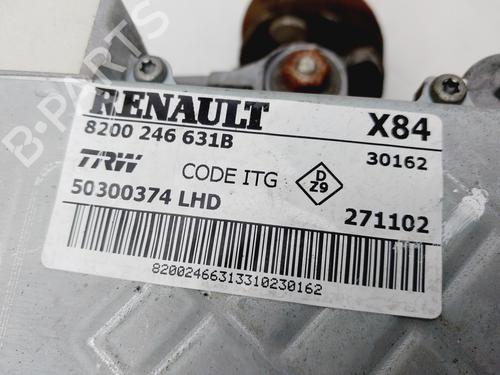 RENAULT X84
8200 246 631B 30162
TRW CODE ITG D Z9
50300374 LHD 271102
82002466313310230162
B-PARTS